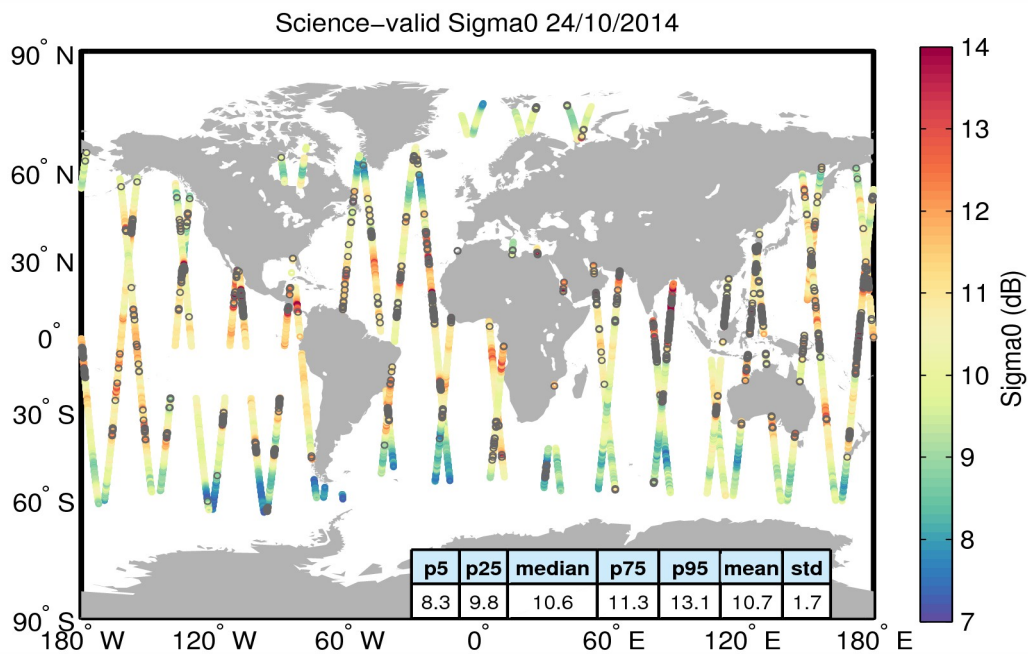 Science−valid Sigma0 24/10/2014
90° N
60° N
30° N
0°
30° S
60° S
90° S
180° W
120° W
60° W
0°
60° E
120° E
180° E
p5 p25 median p75 p95 mean std
8.3 9.8 10.6 11.3 13.1 10.7 1.7
14
13
12
11
10
9
8
7
Sigma0 (dB)